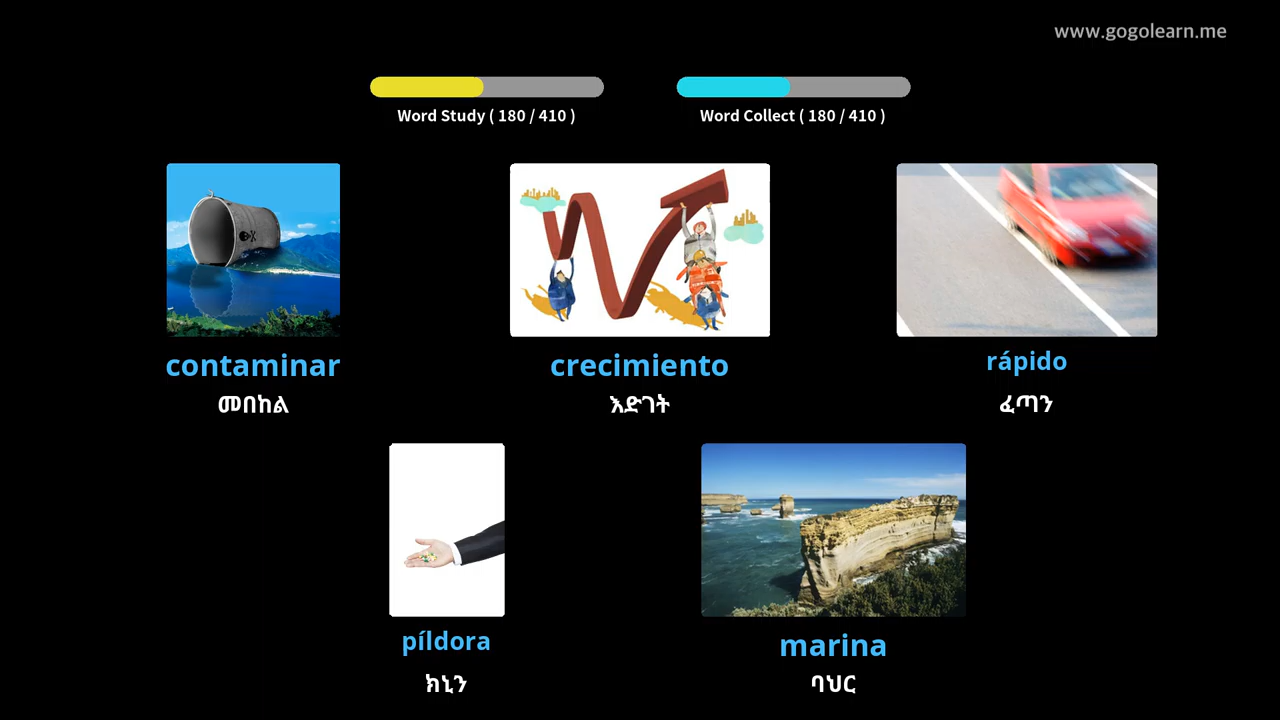 www.gogolearn.me
Word Study ( 180 / 410 )
Word Collect ( 180 / 410 )
contaminar
መበከል
crecimiento
እድገት
rápido
ፈጣን
píldora
ክኒን
marina
ባህር